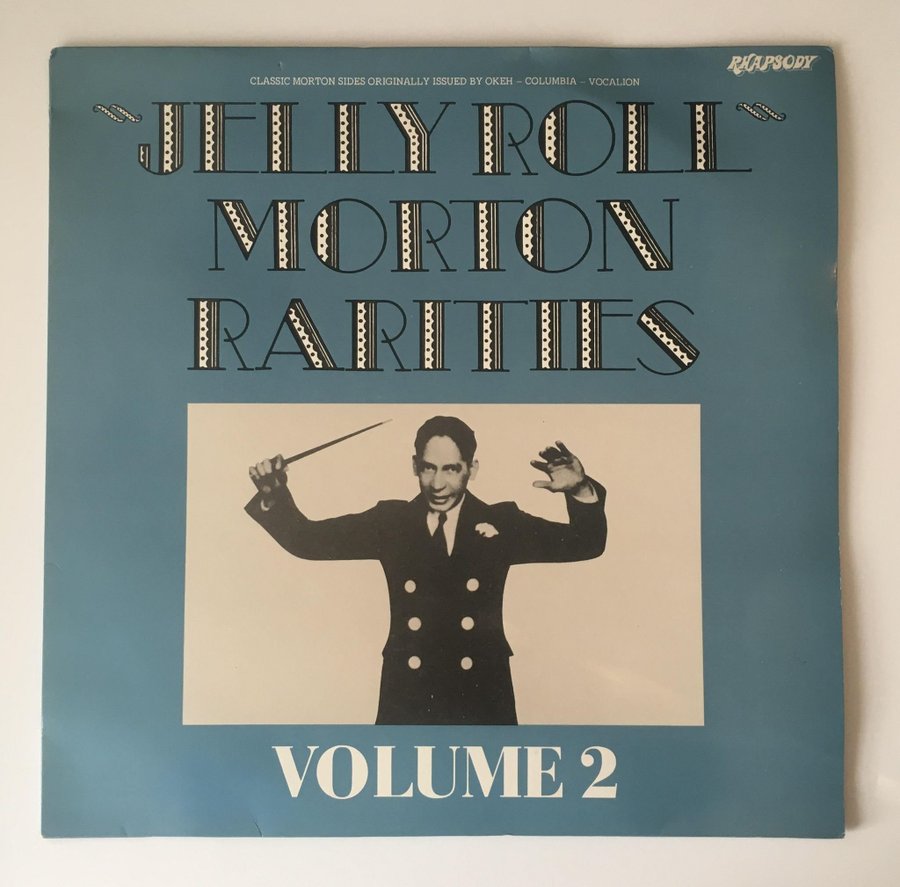 RHAPSODY
CLASSIC MORTON SIDES ORIGINALLY ISSUED BY OKEH – COLUMBIA – VOCALION
"JELLY ROLL"
MORTON
RARITIES
VOLUME 2